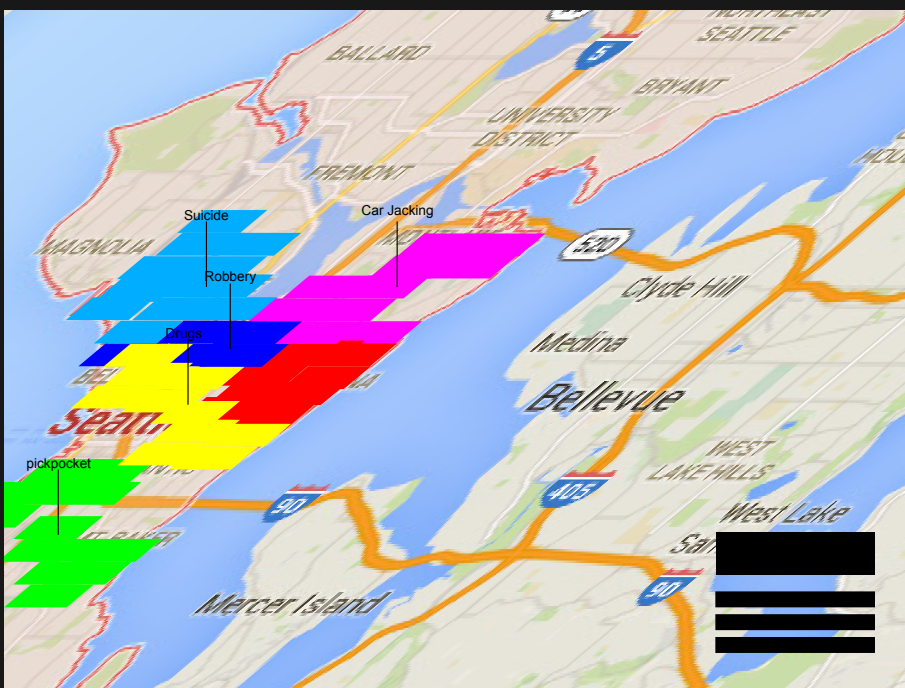 BALLARD
5
NORTHEAST
SEATTLE
BRYANT
UNIVERSITY
DISTRICT
FREMONT
Suicide
Car Jacking
MAGNOLIA
520
Robbery
Clyde Hill
Drugs
Medina
Bellevue
WEST
LAKE HILLS
pickpocket
90
405
West Lake
Mercer Island
90